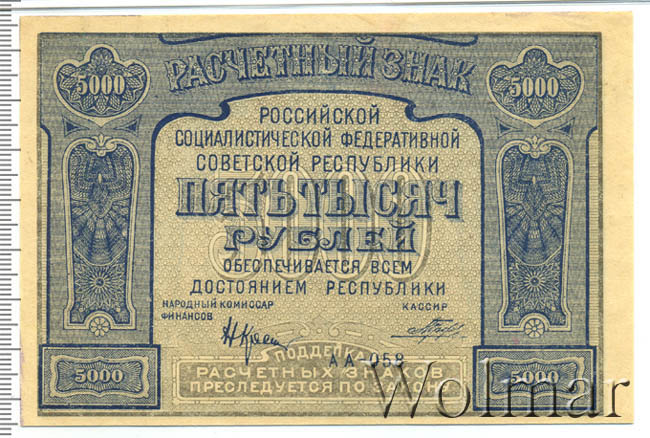 РАСЧЕТНЫЙ ЗНАК
5000
5000
РОССИЙСКОЙ
СОЦИАЛИСТИЧЕСКОЙ ФЕДЕРАТИВНОЙ
СОВЕТСКОЙ РЕСПУБЛИКИ
5000
ПЯТЬ ТЫСЯЧ
РУБЛЕЙ
ОБЕСПЕЧИВАЕТСЯ ВСЕМ
ДОСТОЯНИЕМ РЕСПУБЛИКИ
НАРОДНЫЙ КОМИССАР
ФИНАНСОВ
КАССИР
АА 058
ПОДДЕЛКА
РАСЧЕТНЫХ ЗНАКОВ
ПРЕСЛЕДУЕТСЯ ПО ЗАКОНУ
5000
5000
Wolmar